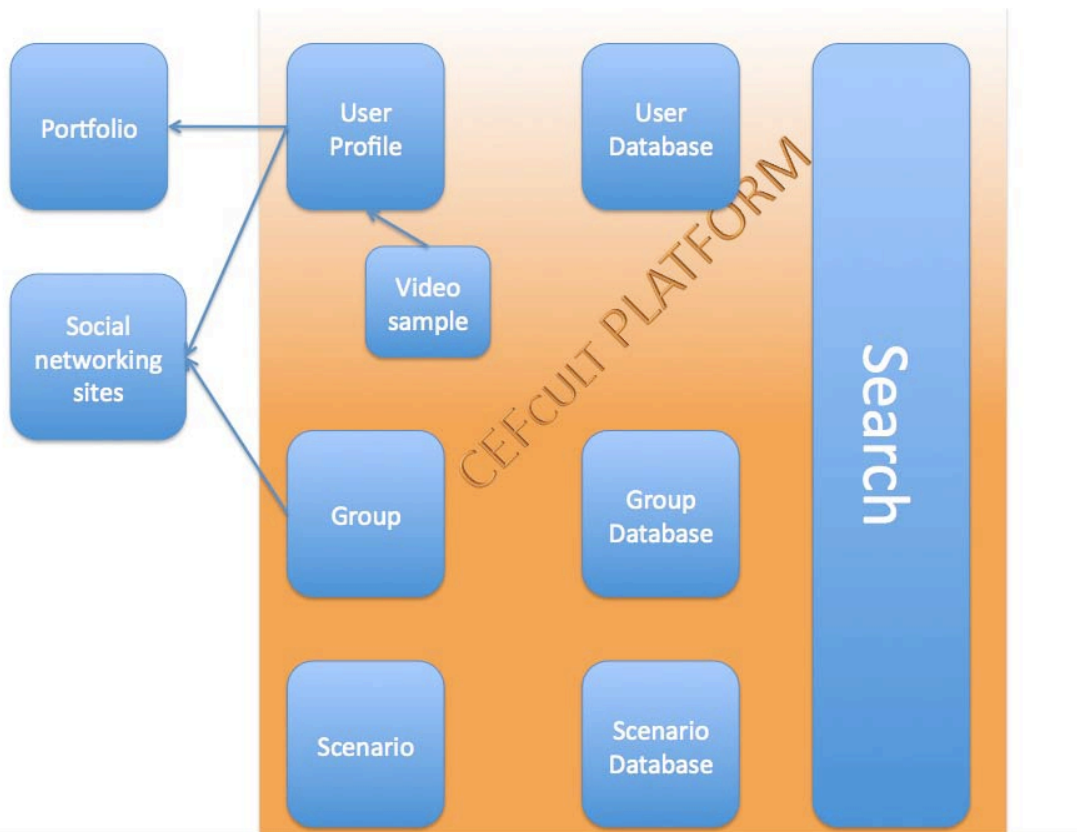 Portfolio
User
Profile
User
Database
Video
sample
Social
networking
sites
CEFCULT PLATFORM
Search
Group
Group
Database
Scenario
Scenario
Database